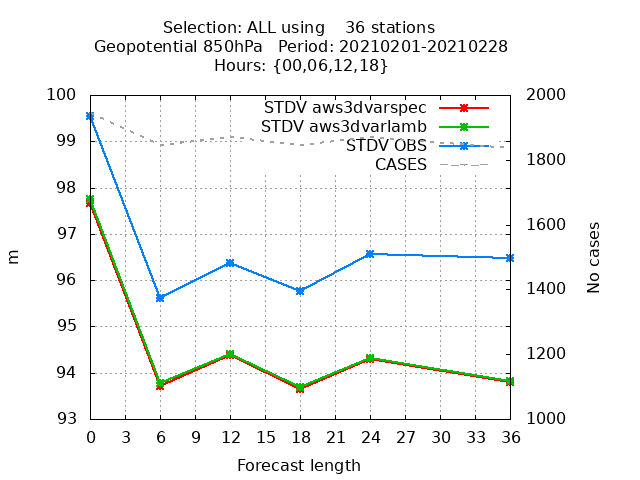 Selection: ALL using    36 stations
Geopotential 850hPa   Period: 20210201-20210228
Hours: {00,06,12,18}
STDV aws3dvarspec
STDV aws3dvarlamb
STDV OBS
CASES
100
99
98
97
96
95
94
93
2000
1800
1600
1400
1200
1000
m
No cases
0 3 6 9 12 15 18 21 24 27 30 33 36
Forecast length